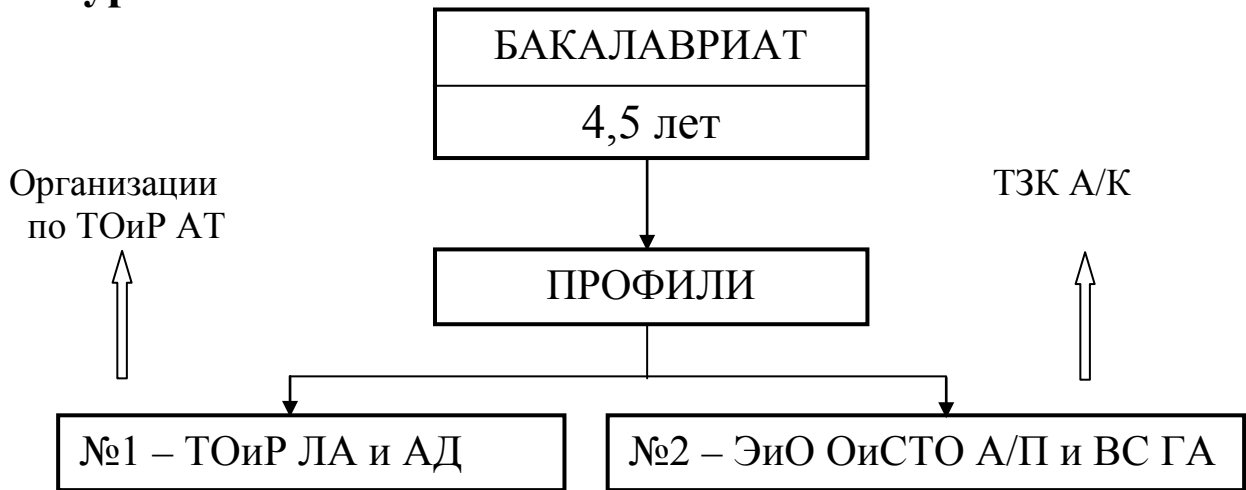 БАКАЛАВРИАТ
4,5 лет
Организации
по ТОиР АТ
ТЗК А/К
ПРОФИЛИ
№1 – ТОиР ЛА и АД
№2 – ЭиО ОиСТО А/П и ВС ГА